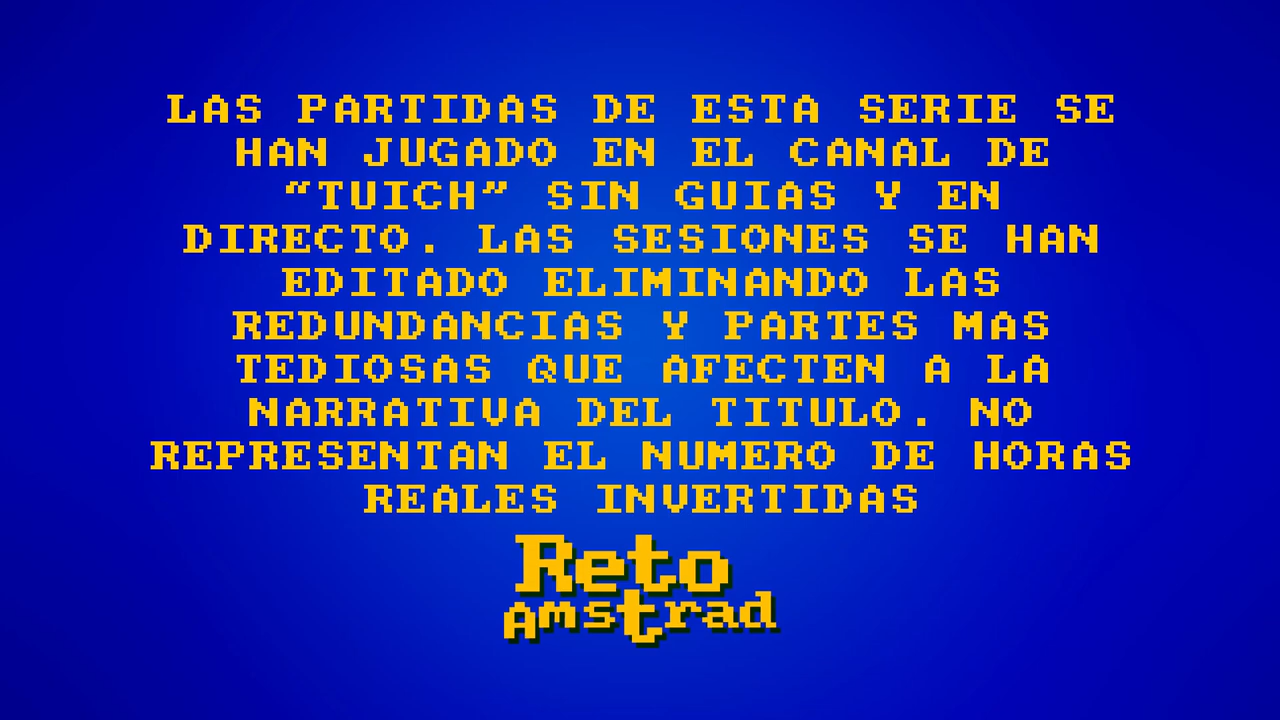 LAS PARTIDAS DE ESTA SERIE SE
HAN JUGADO EN EL CANAL DE
"TUICH" SIN GUIAS Y EN
DIRECTO. LAS SESIONES SE HAN
EDITADO ELIMINANDO LAS
REDUNDANCIAS Y PARTES MAS
TEDIOSAS QUE AFECTEN A LA
NARRATIVA DEL TITULO. NO
REPRESENTAN EL NUMERO DE HORAS
REALES INVERTIDAS
Reto
Amstrad